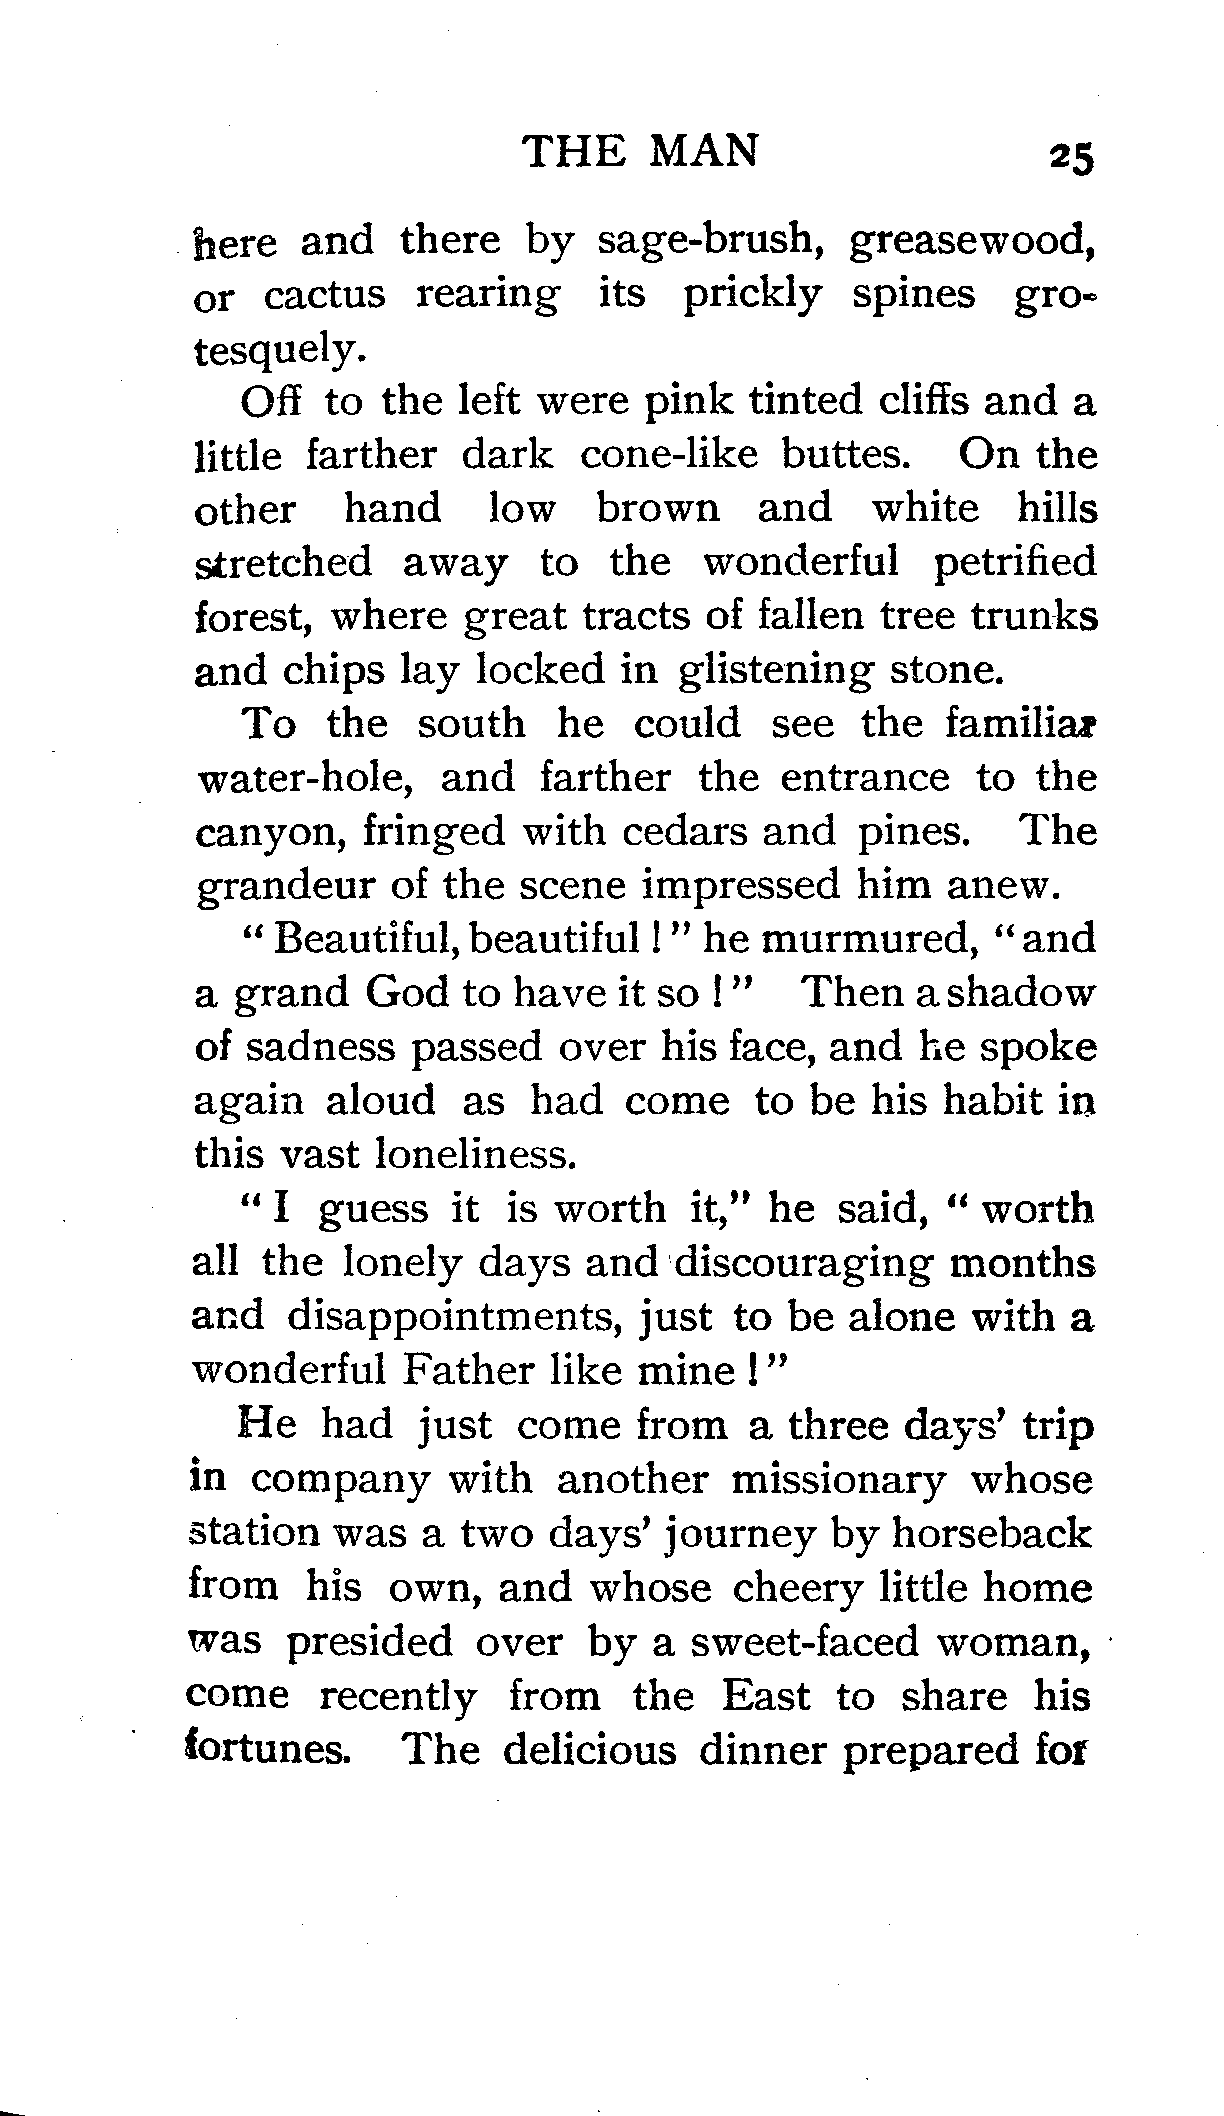 THE MAN 25
here and there by sage-brush, greasewood,
or cactus rearing its prickly spines gro-
tesquely.
Off to the left were pink tinted cliffs and a
little farther dark cone-like buttes. On the
other hand low brown and white hills
stretched away to the wonderful petrified
forest, where great tracts of fallen tree trunks
and chips lay locked in glistening stone.
To the south he could see the familiar
water-hole, and farther the entrance to the
canyon, fringed with cedars and pines. The
grandeur of the scene impressed him anew.
“ Beautiful, beautiful ! ” he murmured, “ and
a grand God to have it so ! ” Then a shadow
of sadness passed over his face, and he spoke
again aloud as had come to be his habit in
this vast loneliness.
“ I guess it is worth it,” he said, “ worth
all the lonely days and discouraging months
and disappointments, just to be alone with a
wonderful Father like mine ! ”
He had just come from a three days’ trip
in company with another missionary whose
station was a two days’ journey by horseback
from his own, and whose cheery little home
was presided over by a sweet-faced woman,
come recently from the East to share his
fortunes. The delicious dinner prepared for